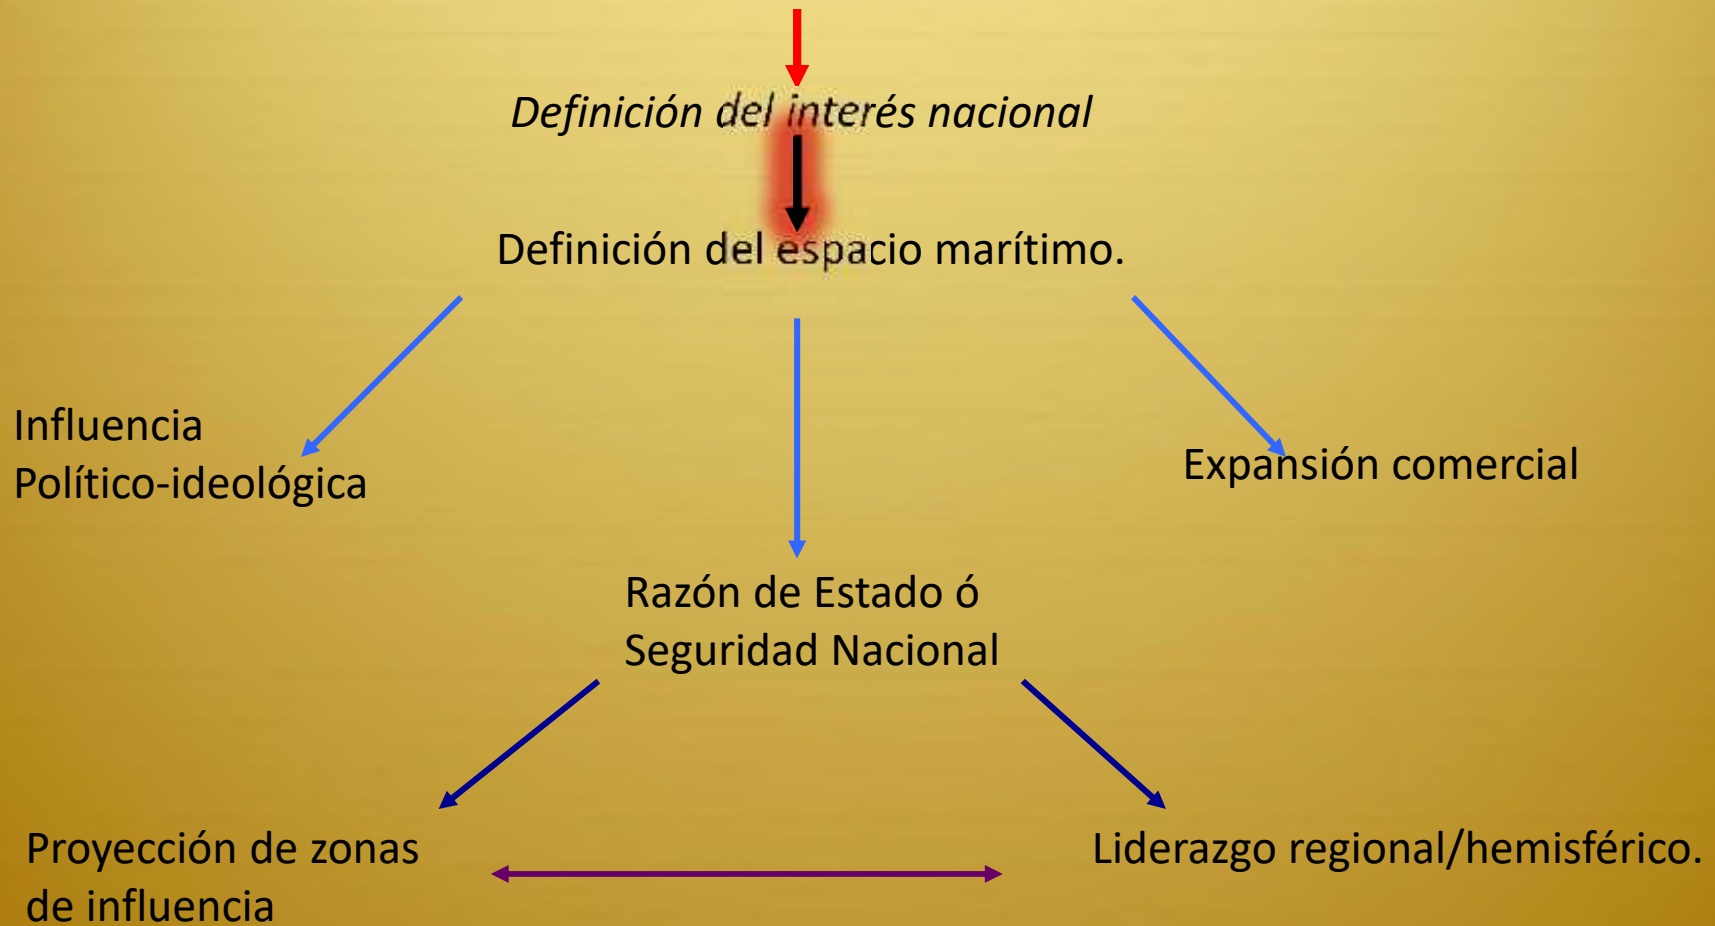 Definición del interés nacional
Definición del espacio marítimo.
Influencia
Político-ideológica
Expansión comercial
Razón de Estado ó
Seguridad Nacional
Proyección de zonas
de influencia
Liderazgo regional/hemisférico.